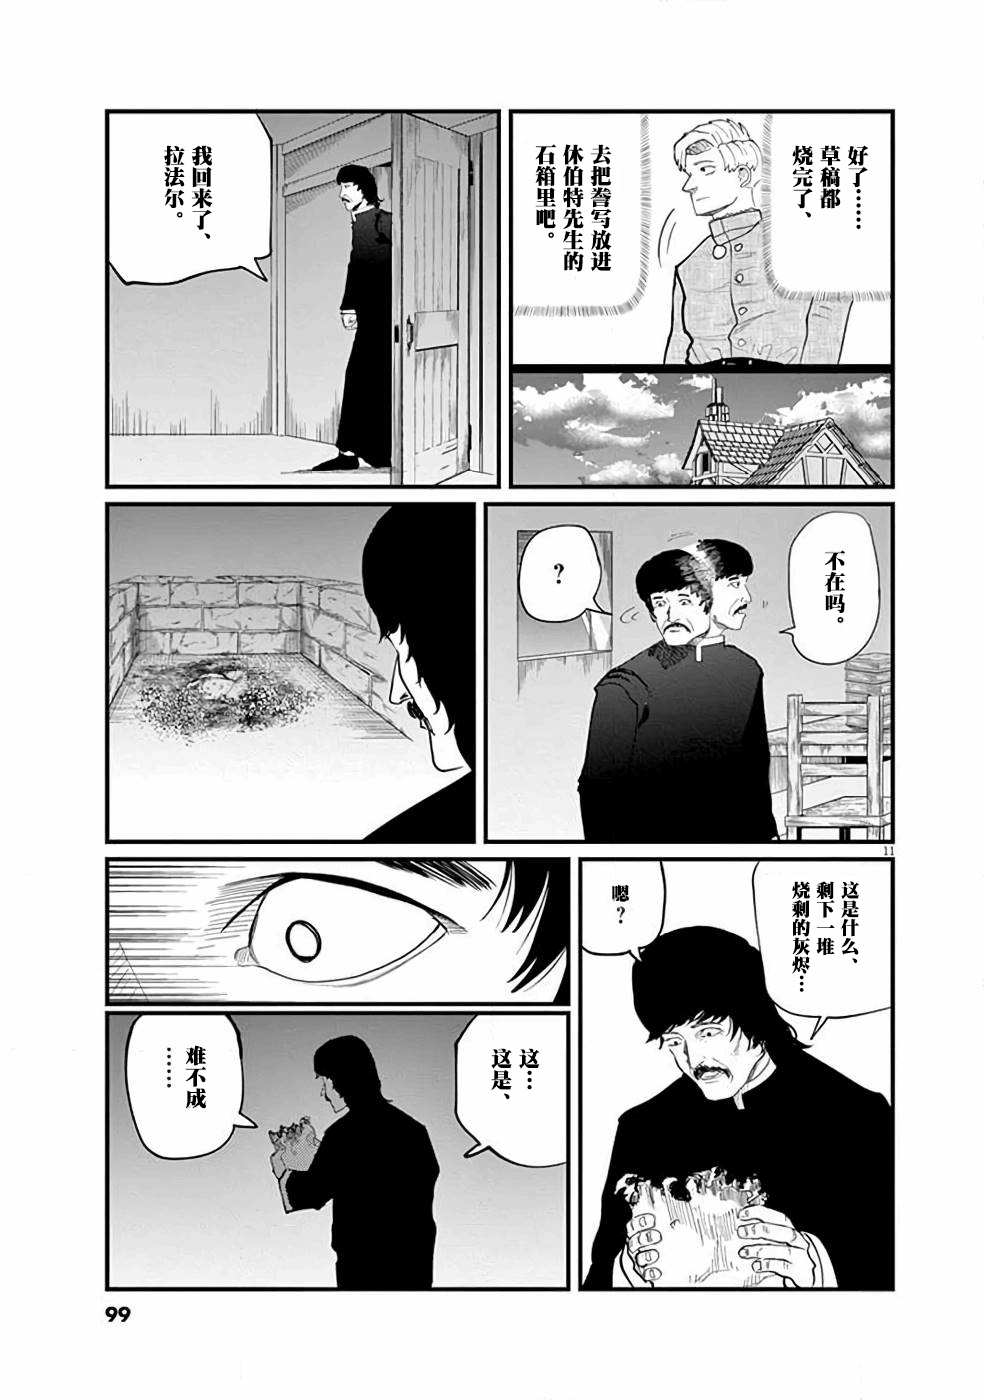 好了……
草稿都
烧完了、
去把誊写放进
休伯特先生的
石箱里吧。
我回来了、
拉法尔。
不在吗。
？
11
这是什么、
剩下一堆
烧剩的灰烬…
嗯？
这…
这是、
难不成
……
99